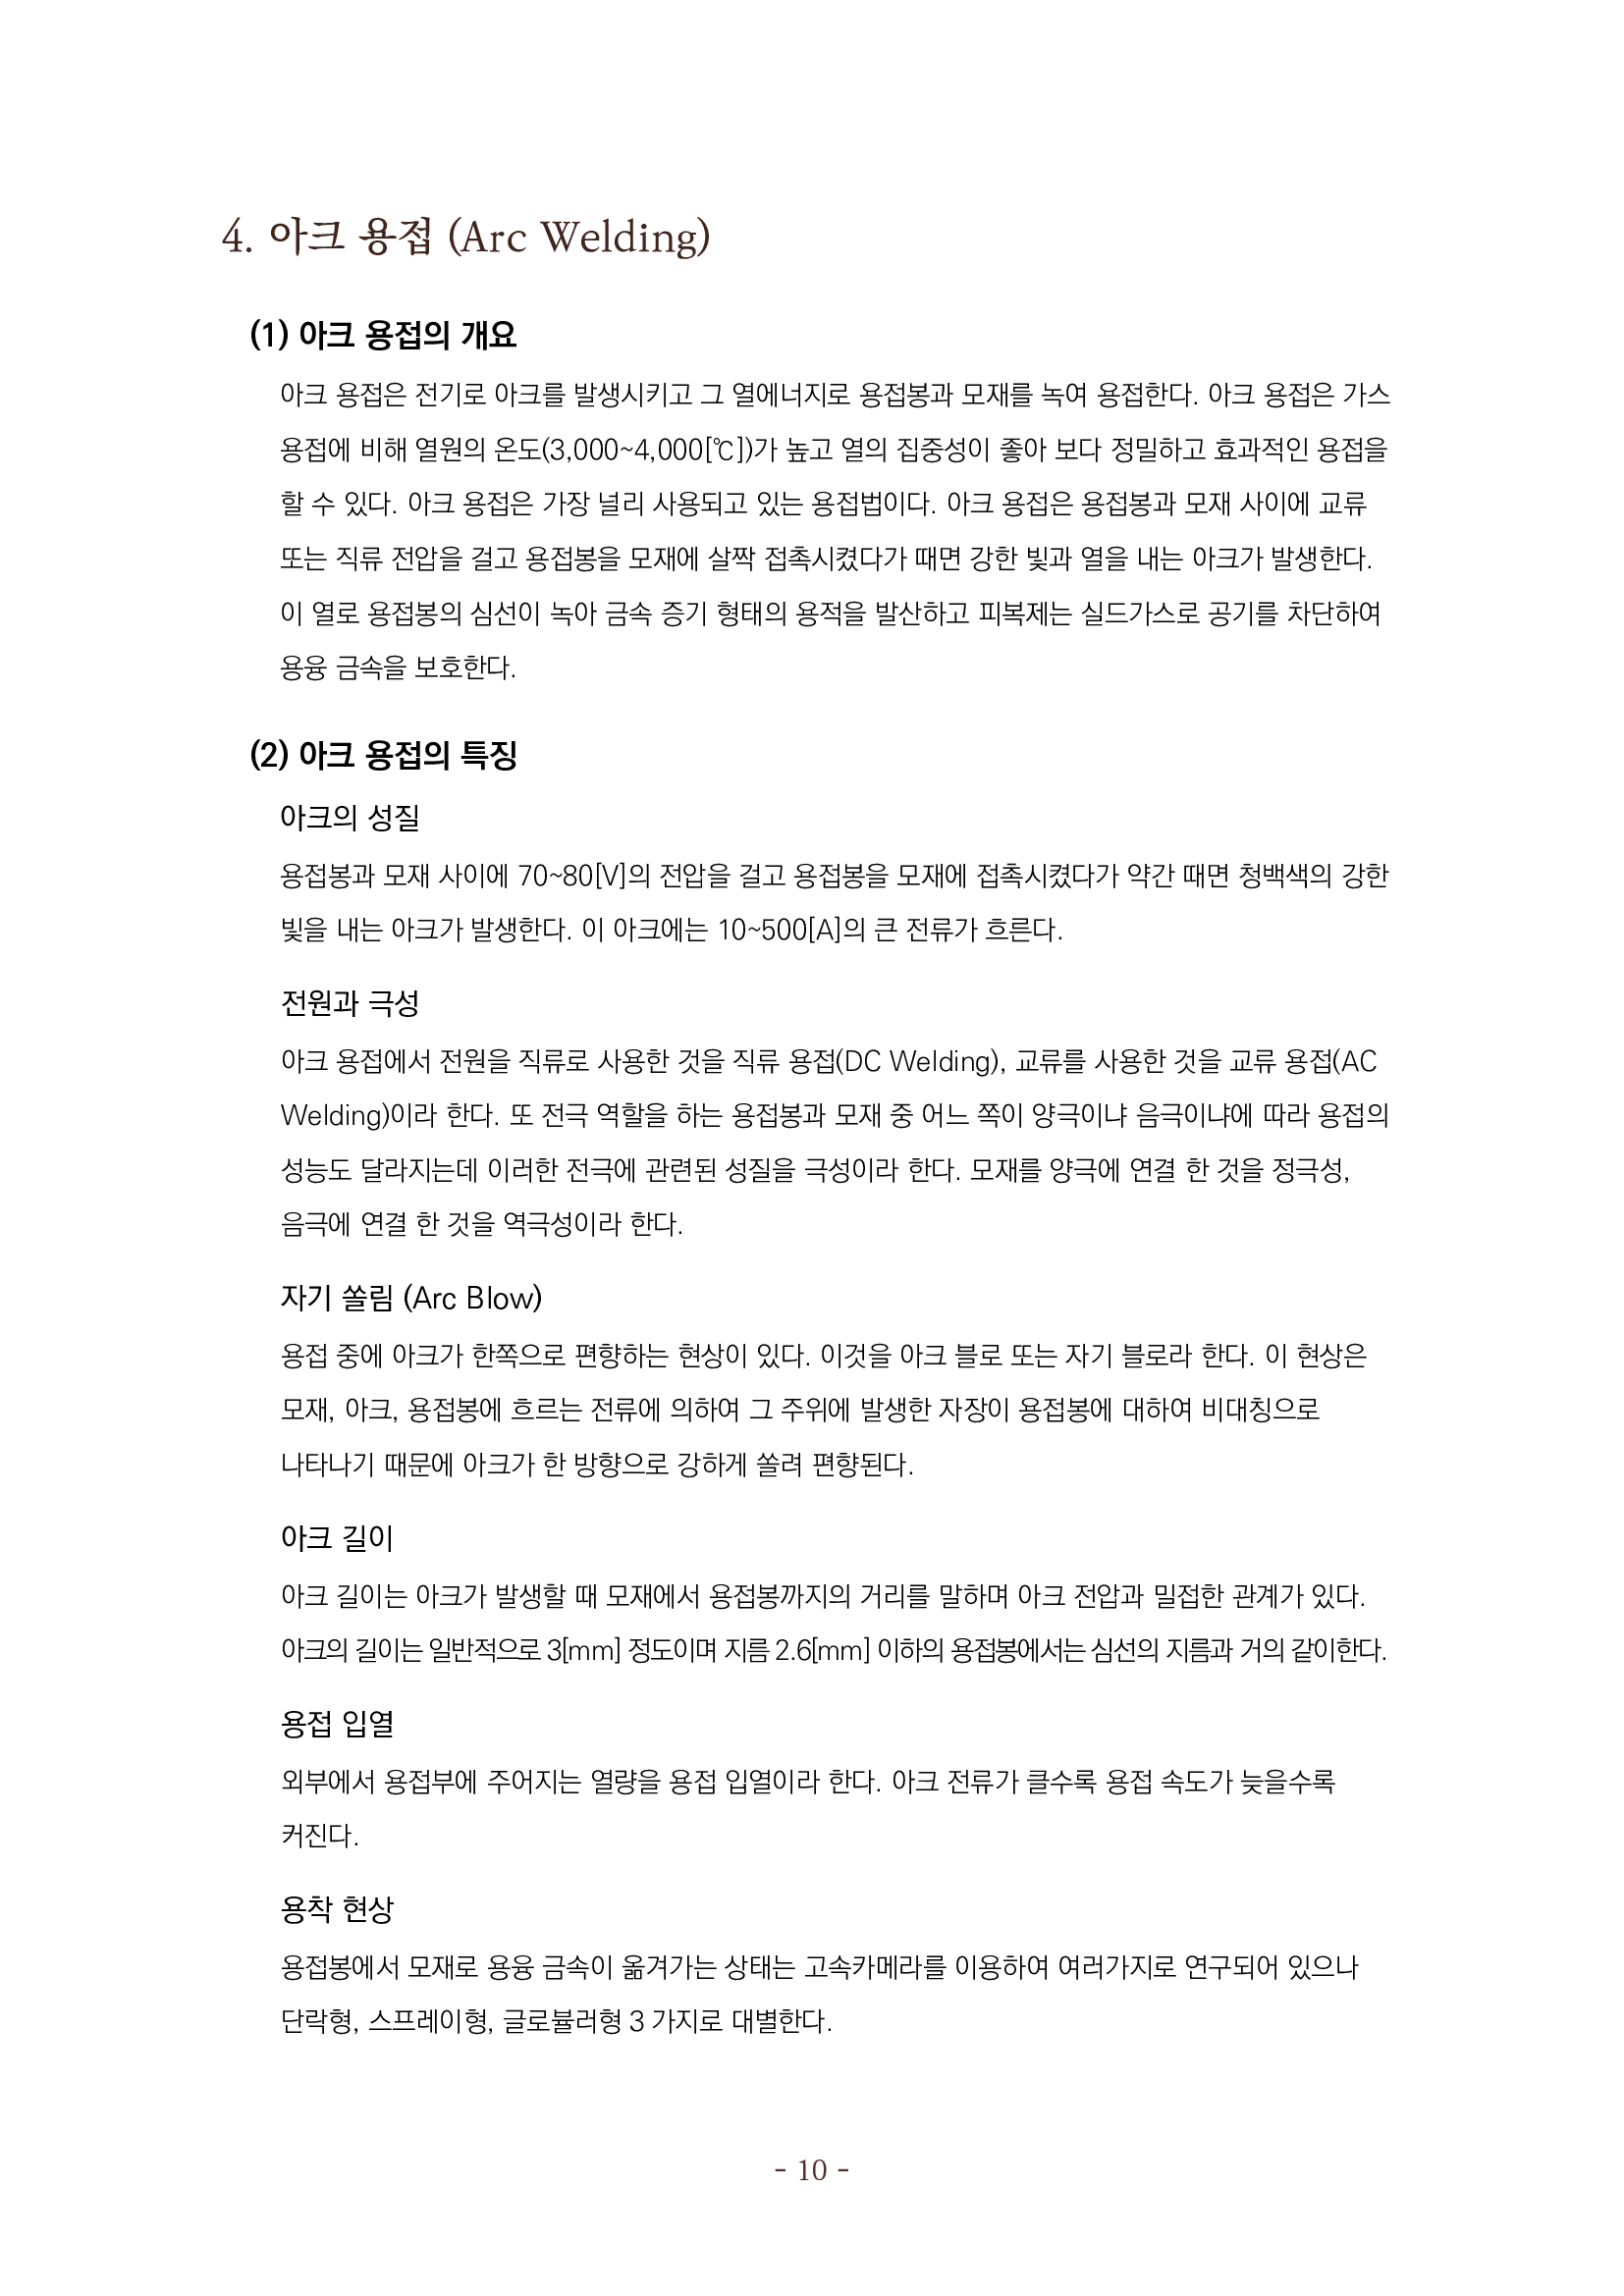 4. 아크 용접 (Arc Welding)
(1) 아크 용접의 개요
아크 용접은 전기로 아크를 발생시키고 그 열에너지로 용접봉과 모재를 녹여 용접한다. 아크 용접은 가스
용접에 비해 열원의 온도(3,000~4,000[℃])가 높고 열의 집중성이 좋아 보다 정밀하고 효과적인 용접을
할 수 있다. 아크 용접은 가장 널리 사용되고 있는 용접법이다. 아크 용접은 용접봉과 모재 사이에 교류
또는 직류 전압을 걸고 용접봉을 모재에 살짝 접촉시켰다가 때면 강한 빛과 열을 내는 아크가 발생한다.
이 열로 용접봉의 심선이 녹아 금속 증기 형태의 용적을 발산하고 피복제는 실드가스로 공기를 차단하여
용융 금속을 보호한다.
(2) 아크 용접의 특징
아크의 성질
용접봉과 모재 사이에 70~80[V]의 전압을 걸고 용접봉을 모재에 접촉시켰다가 약간 때면 청백색의 강한
빛을 내는 아크가 발생한다. 이 아크에는 10~500[A]의 큰 전류가 흐른다.
전원과 극성
아크 용접에서 전원을 직류로 사용한 것을 직류 용접(DC Welding), 교류를 사용한 것을 교류 용접(AC
Welding)이라 한다. 또 전극 역할을 하는 용접봉과 모재 중 어느 쪽이 양극이냐 음극이냐에 따라 용접의
성능도 달라지는데 이러한 전극에 관련된 성질을 극성이라 한다. 모재를 양극에 연결 한 것을 정극성,
음극에 연결 한 것을 역극성이라 한다.
자기 쏠림 (Arc Blow)
용접 중에 아크가 한쪽으로 편향하는 현상이 있다. 이것을 아크 블로 또는 자기 블로라 한다. 이 현상은
모재, 아크, 용접봉에 흐르는 전류에 의하여 그 주위에 발생한 자장이 용접봉에 대하여 비대칭으로
나타나기 때문에 아크가 한 방향으로 강하게 쏠려 편향된다.
아크 길이
아크 길이는 아크가 발생할 때 모재에서 용접봉까지의 거리를 말하며 아크 전압과 밀접한 관계가 있다.
아크의 길이는 일반적으로 3[mm] 정도이며 지름 2.6[mm] 이하의 용접봉에서는 심선의 지름과 거의 같이한다.
용접 입열
외부에서 용접부에 주어지는 열량을 용접 입열이라 한다. 아크 전류가 클수록 용접 속도가 늦을수록
커진다.
용착 현상
용접봉에서 모재로 용융 금속이 옮겨가는 상태는 고속카메라를 이용하여 여러가지로 연구되어 있으나
단락형, 스프레이형, 글로뷸러형 3 가지로 대별한다.
- 10 -